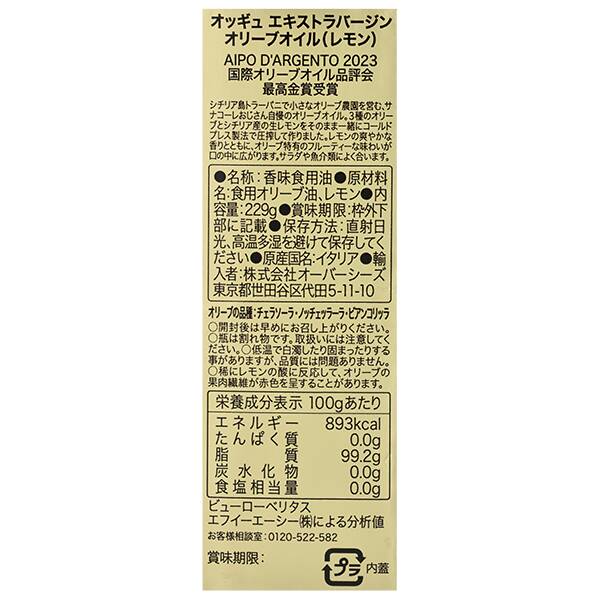 オッギュ エキストラバージン
オリーブオイル(レモン)
AIPO D'ARGENTO 2023
国際オリーブオイル品評会
最高金賞受賞
シチリア島トラーパニで小さなオリーブ農園を営む、サ
ナコーレおじさん自慢のオリーブオイル。3種のオリー
ブとシチリア産の生レモンをそのまま一緒にコールド
プレス製法で圧搾して作りました。レモンの爽やかな
香りとともに、オリーブ特有のフルーティーな味わいが
口の中に広がります。サラダや魚介類によく合います。
●名称:香味食用油●原材料
名:食用オリーブ油、レモン●内
容量:229g●賞味期限:枠外下
部に記載●保存方法:直射日
光、高温多湿を避けて保存してく
ださい●原産国名:イタリア●輸
入者:株式会社オーバーシーズ
東京都世田谷区代田5-11-10
オリーブの品種:チェラソーラ・ノッチェッラーラ・ビアンコリッラ
○開封後は早めにお召し上がりください。
○瓶は割れ物です。取扱いには注意してく
ださい。○低温で白濁したり固まったりする
事がありますが、品質には問題ありません。
○稀にレモンの酸に反応して、オリーブの
果肉繊維が赤色を呈することがあります。
栄養成分表示 100gあたり
エネルギー 893kcal
たんぱく質 0.0g
脂質 99.2g
炭水化物 0.0g
食塩相当量 0.0g
ビューローベリタス
エフイーエーシー(株)による分析値
お客様相談室:0120-522-582
賞味期限:
プラ 内蓋